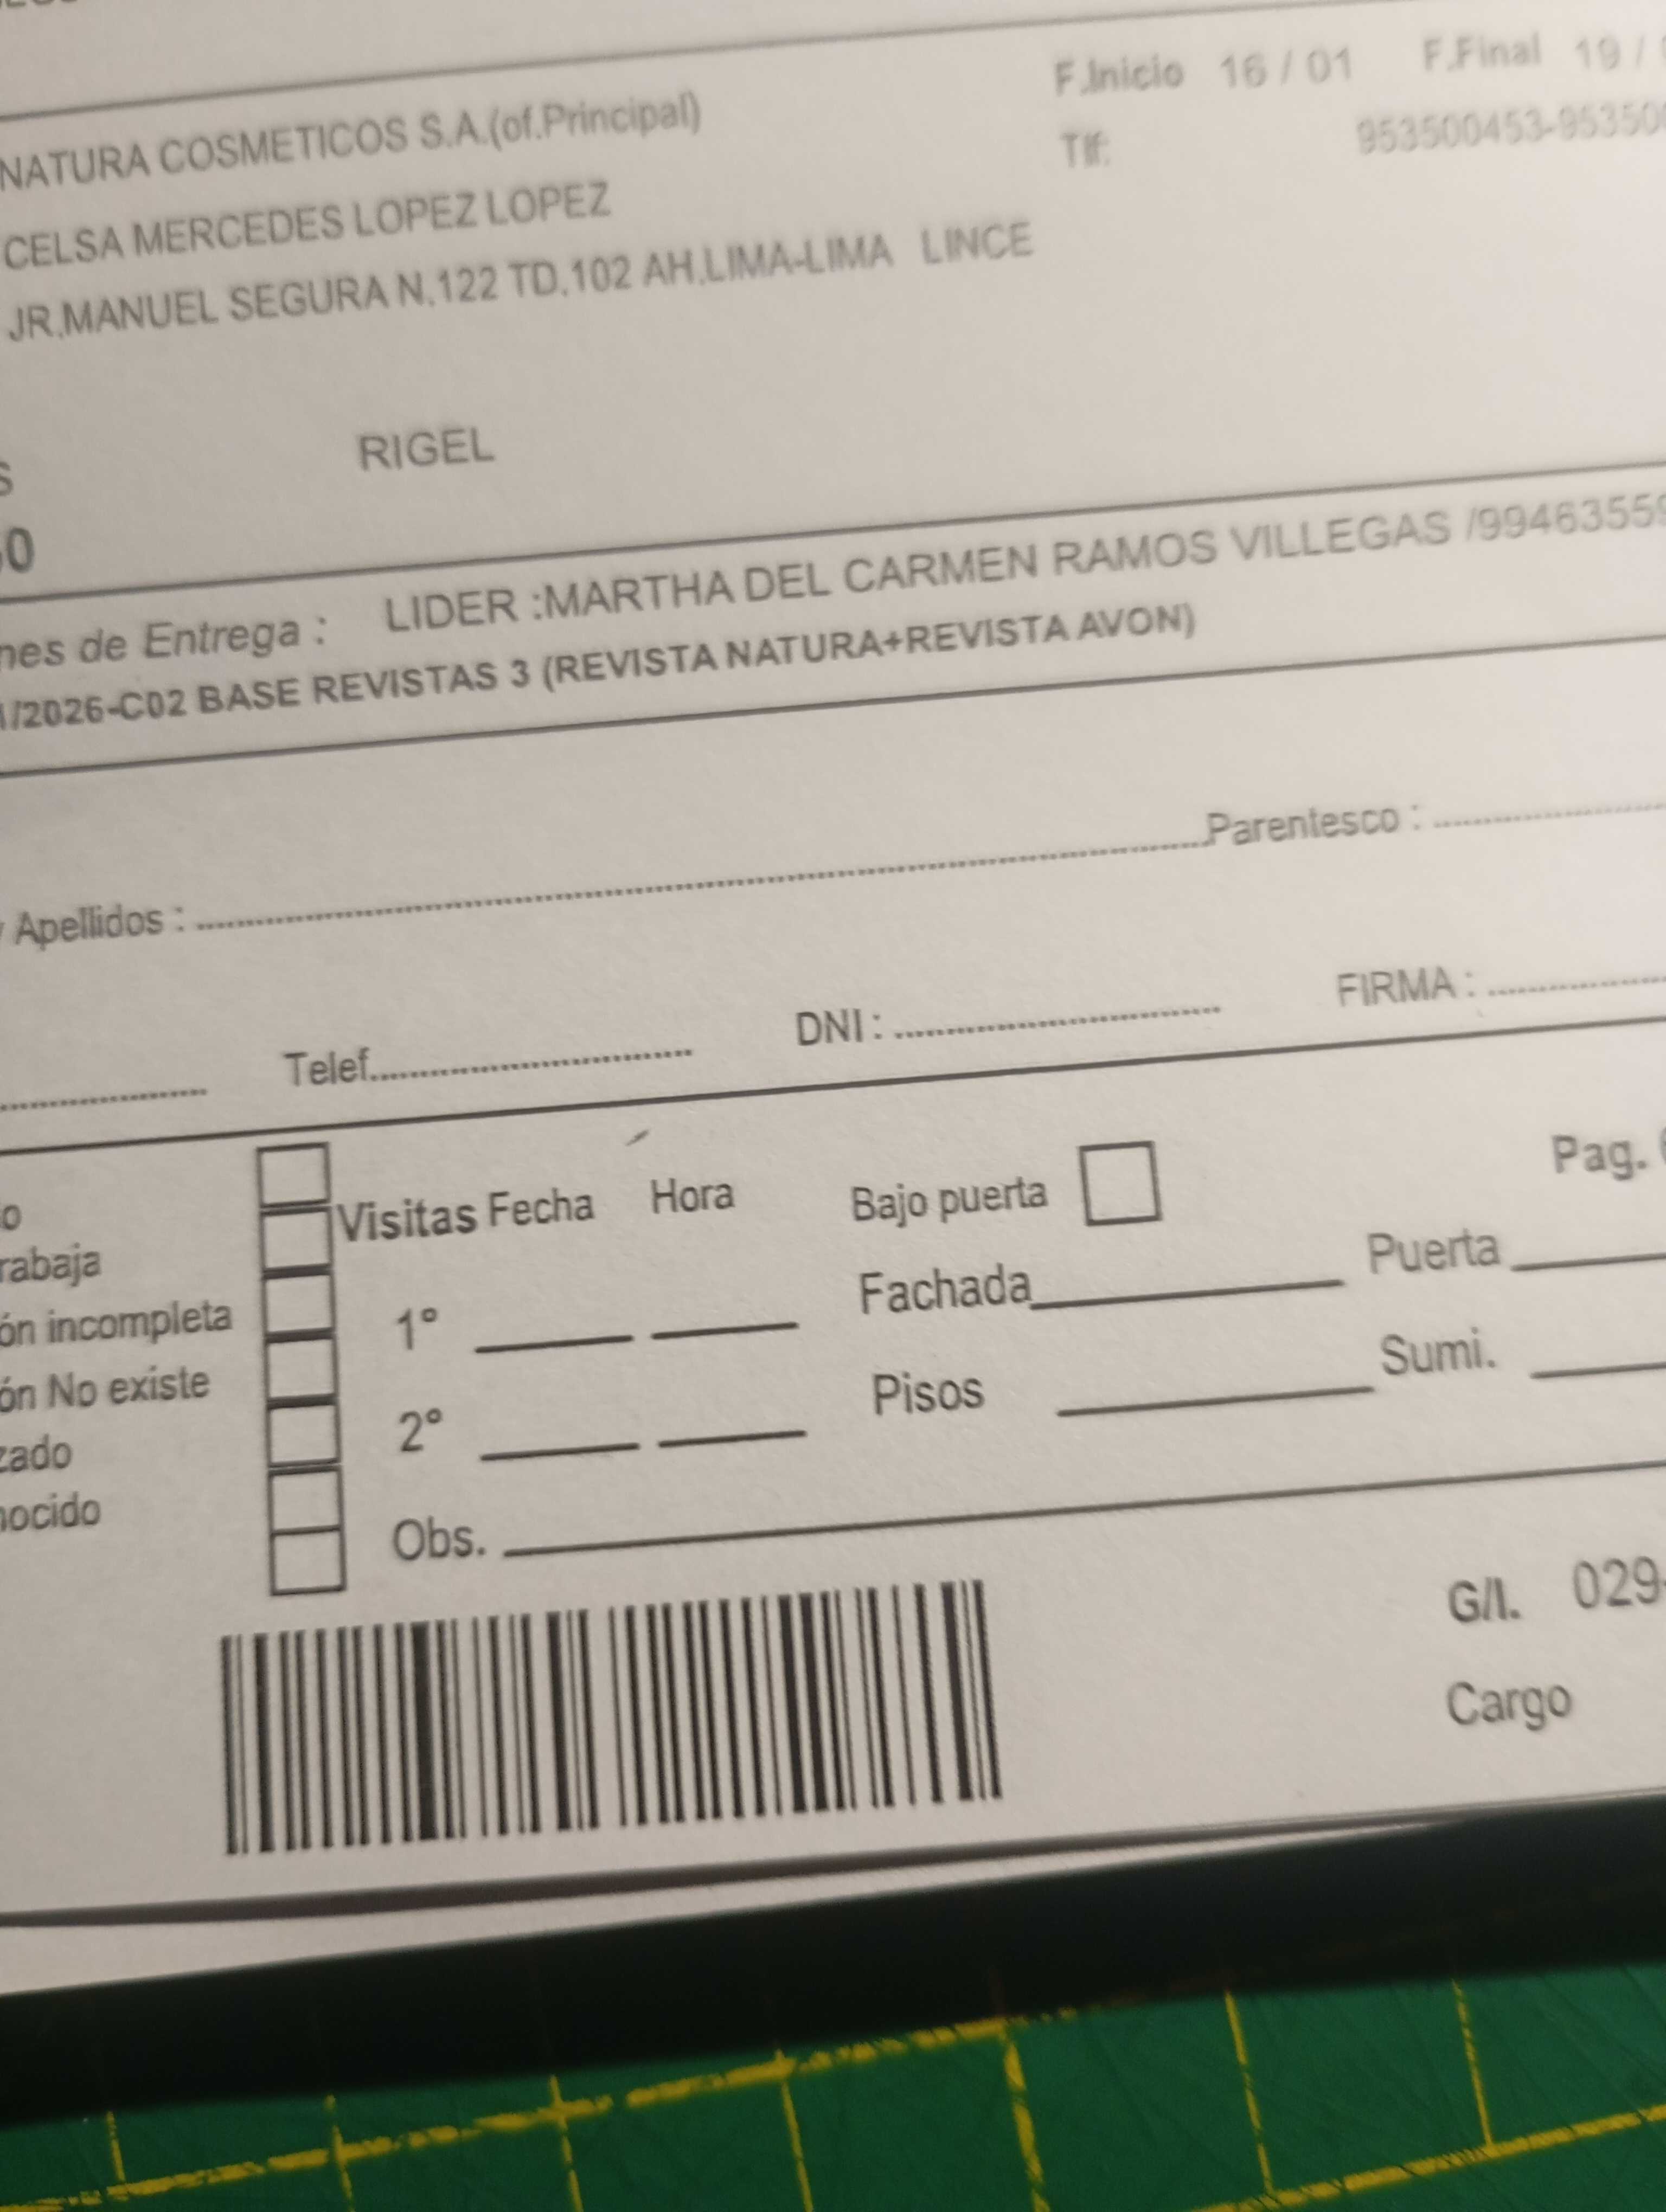 NATURA COSMETICOS S.A.(of.Principal)
F.Inicio 16 / 01 F.Final 19 /
CELSA MERCEDES LOPEZ LOPEZ
Tlf: 953500453-95350
JR.MANUEL SEGURA N.122 TD.102 AH.LIMA-LIMA LINCE
S RIGEL
0
nes de Entrega : LIDER :MARTHA DEL CARMEN RAMOS VILLEGAS /99463559
1/2026-C02 BASE REVISTAS 3 (REVISTA NATURA+REVISTA AVON)
y Apellidos : Parentesco :
Telef. DNI : FIRMA :
o
rabaja
ón incompleta
ón No existe
zado
nocido
Visitas Fecha Hora
1°
2°
Obs.
Bajo puerta Pag.
Fachada Puerta
Pisos Sumi.
G/I. 029-
Cargo